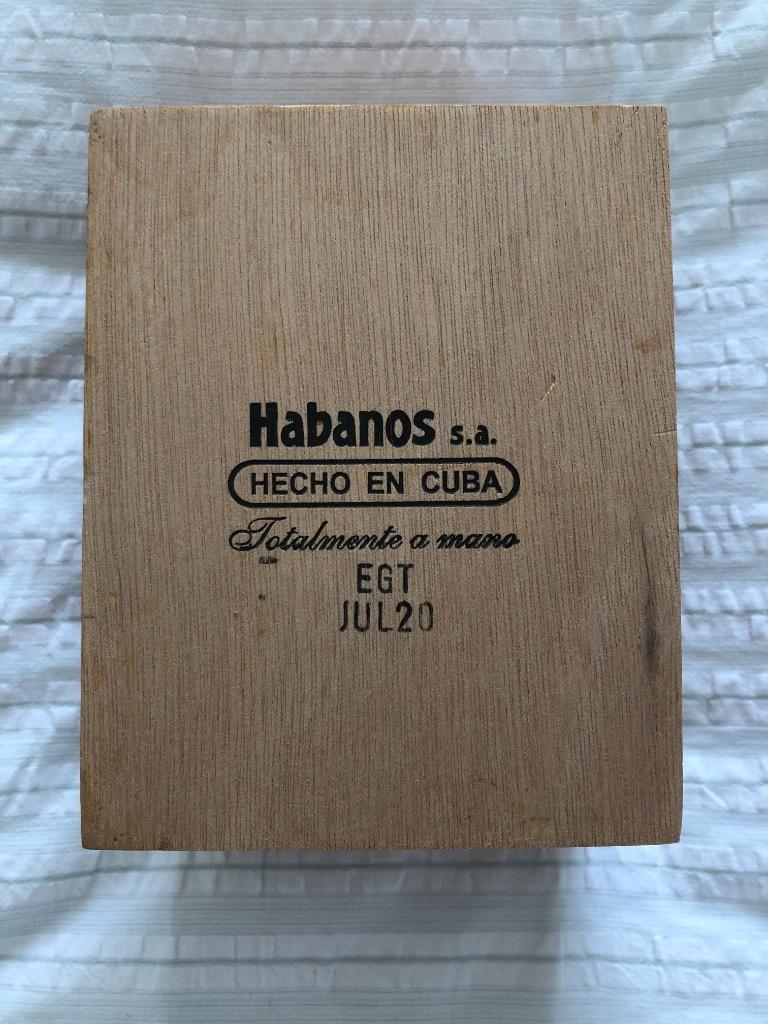 Habanos s.a.
HECHO EN CUBA
Totalmente a mano
EGT
JUL20